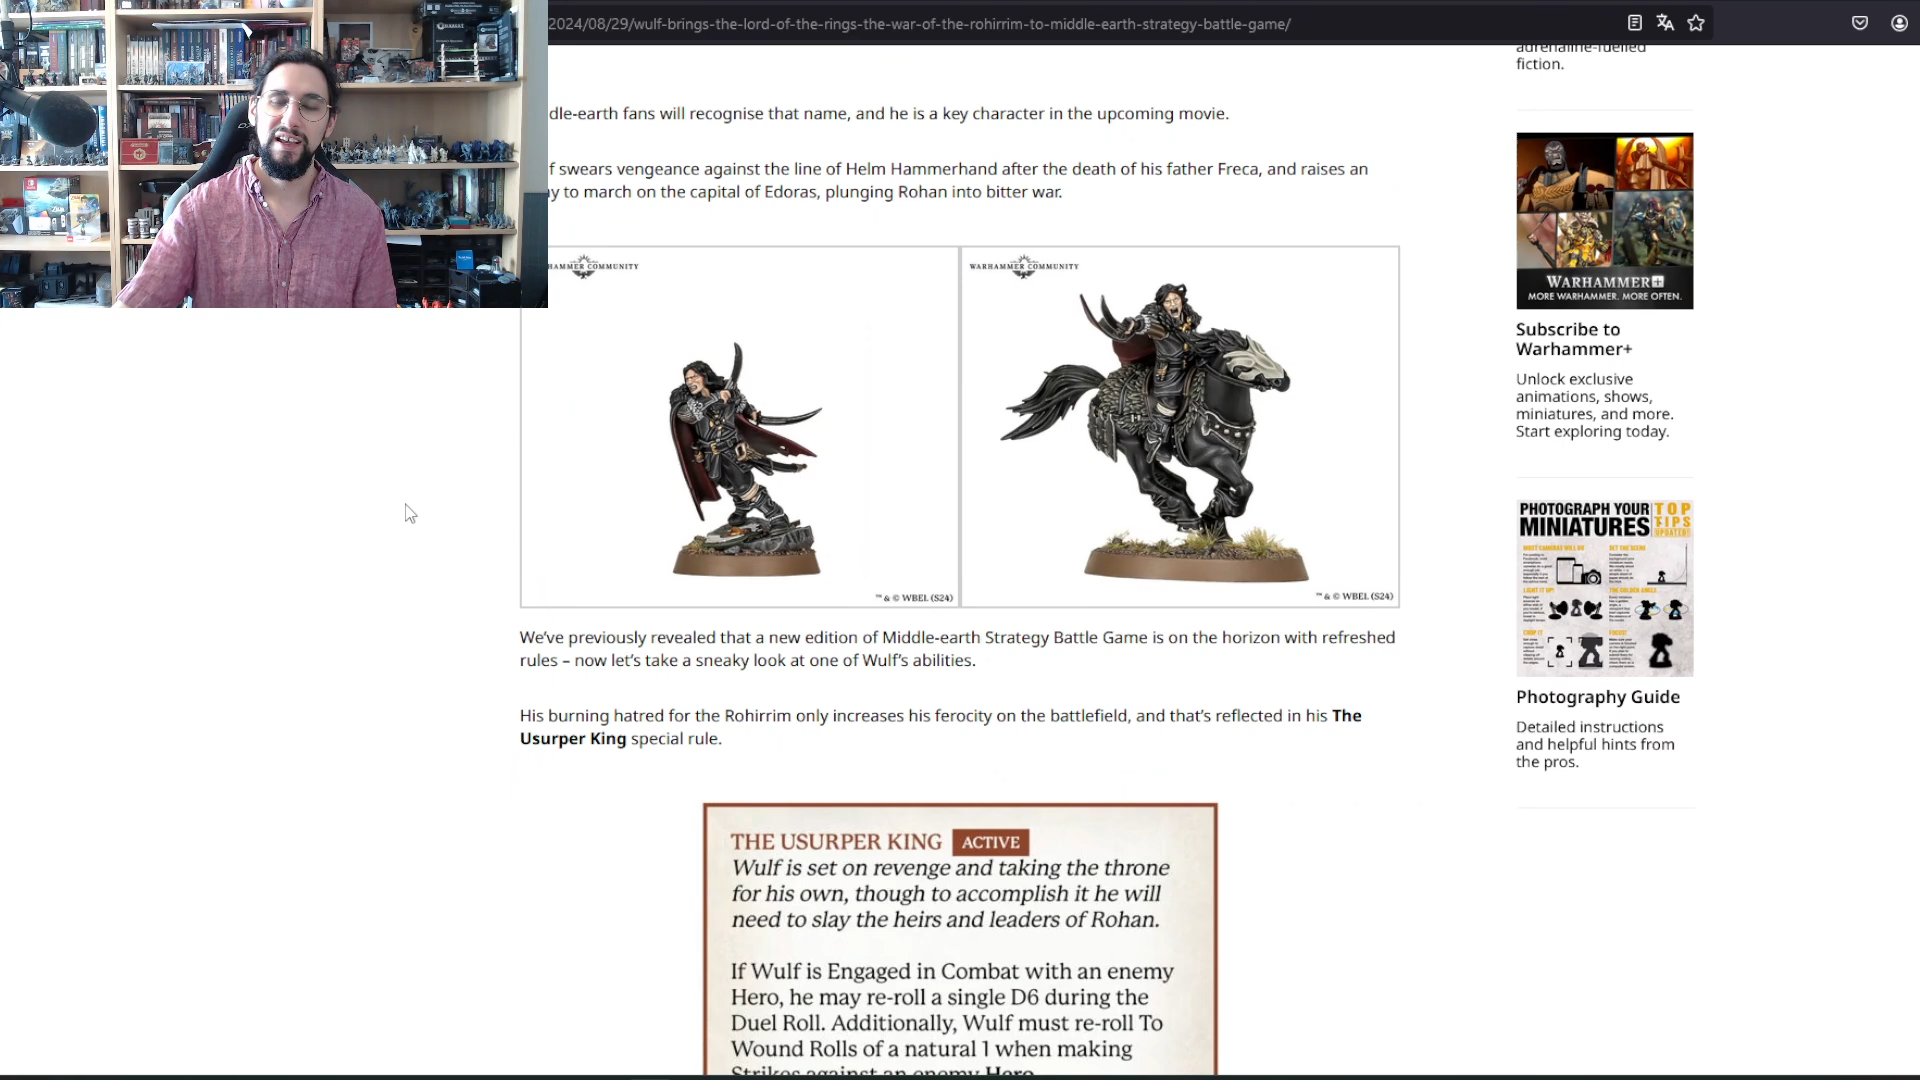 2024/08/29/wulf-brings-the-lord-of-the-rings-the-war-of-the-rohirrim-to-middle-earth-strategy-battle-game/
dle-earth fans will recognise that name, and he is a key character in the upcoming movie.
f swears vengeance against the line of Helm Hammerhand after the death of his father Freca, and raises an
y to march on the capital of Edoras, plunging Rohan into bitter war.
HAMMER COMMUNITY
WARHAMMER COMMUNITY
™ & © WBEI. (S24)
™ & © WBEI. (S24)
We've previously revealed that a new edition of Middle-earth Strategy Battle Game is on the horizon with refreshed
rules – now let's take a sneaky look at one of Wulf's abilities.
His burning hatred for the Rohirrim only increases his ferocity on the battlefield, and that's reflected in his The
Usurper King special rule.
THE USURPER KING ACTIVE
Wulf is set on revenge and taking the throne
for his own, though to accomplish it he will
need to slay the heirs and leaders of Rohan.
If Wulf is Engaged in Combat with an enemy
Hero, he may re-roll a single D6 during the
Duel Roll. Additionally, Wulf must re-roll To
Wound Rolls of a natural 1 when making
Strikes against an enemy Hero.
adrenaline-fuelled
fiction.
WARHAMMER+
MORE WARHAMMER. MORE OFTEN.
Subscribe to
Warhammer+
Unlock exclusive
animations, shows,
miniatures, and more.
Start exploring today.
PHOTOGRAPH YOUR
MINIATURES
TOP
TIPS
UPDATED!
Photography Guide
Detailed instructions
and helpful hints from
the pros.